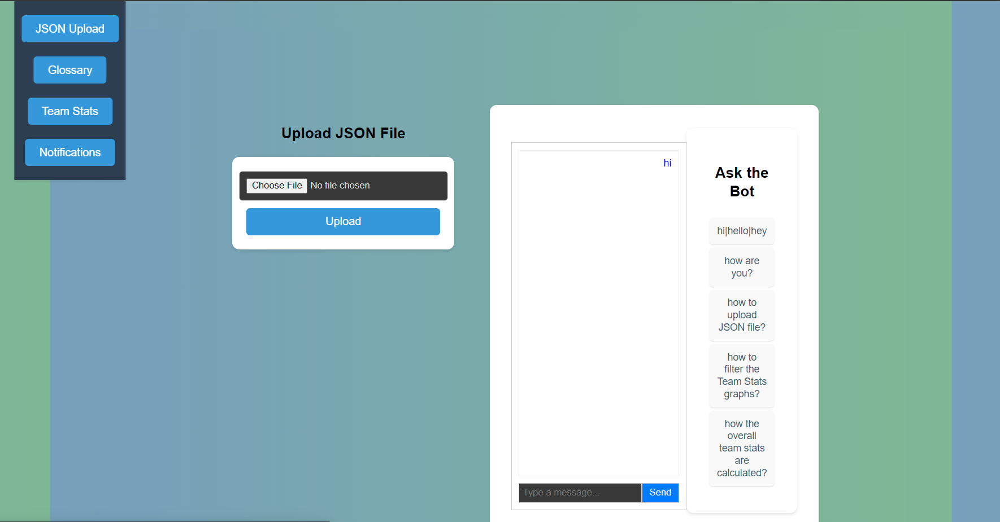 JSON Upload
Glossary
Team Stats
Notifications
Upload JSON File
Choose File No file chosen
Upload
hi
Type a message...
Send
Ask the
Bot
hi|hello|hey
how are
you?
how to
upload
JSON file?
how to
filter the
Team Stats
graphs?
how the
overall
team stats
are
calculated?